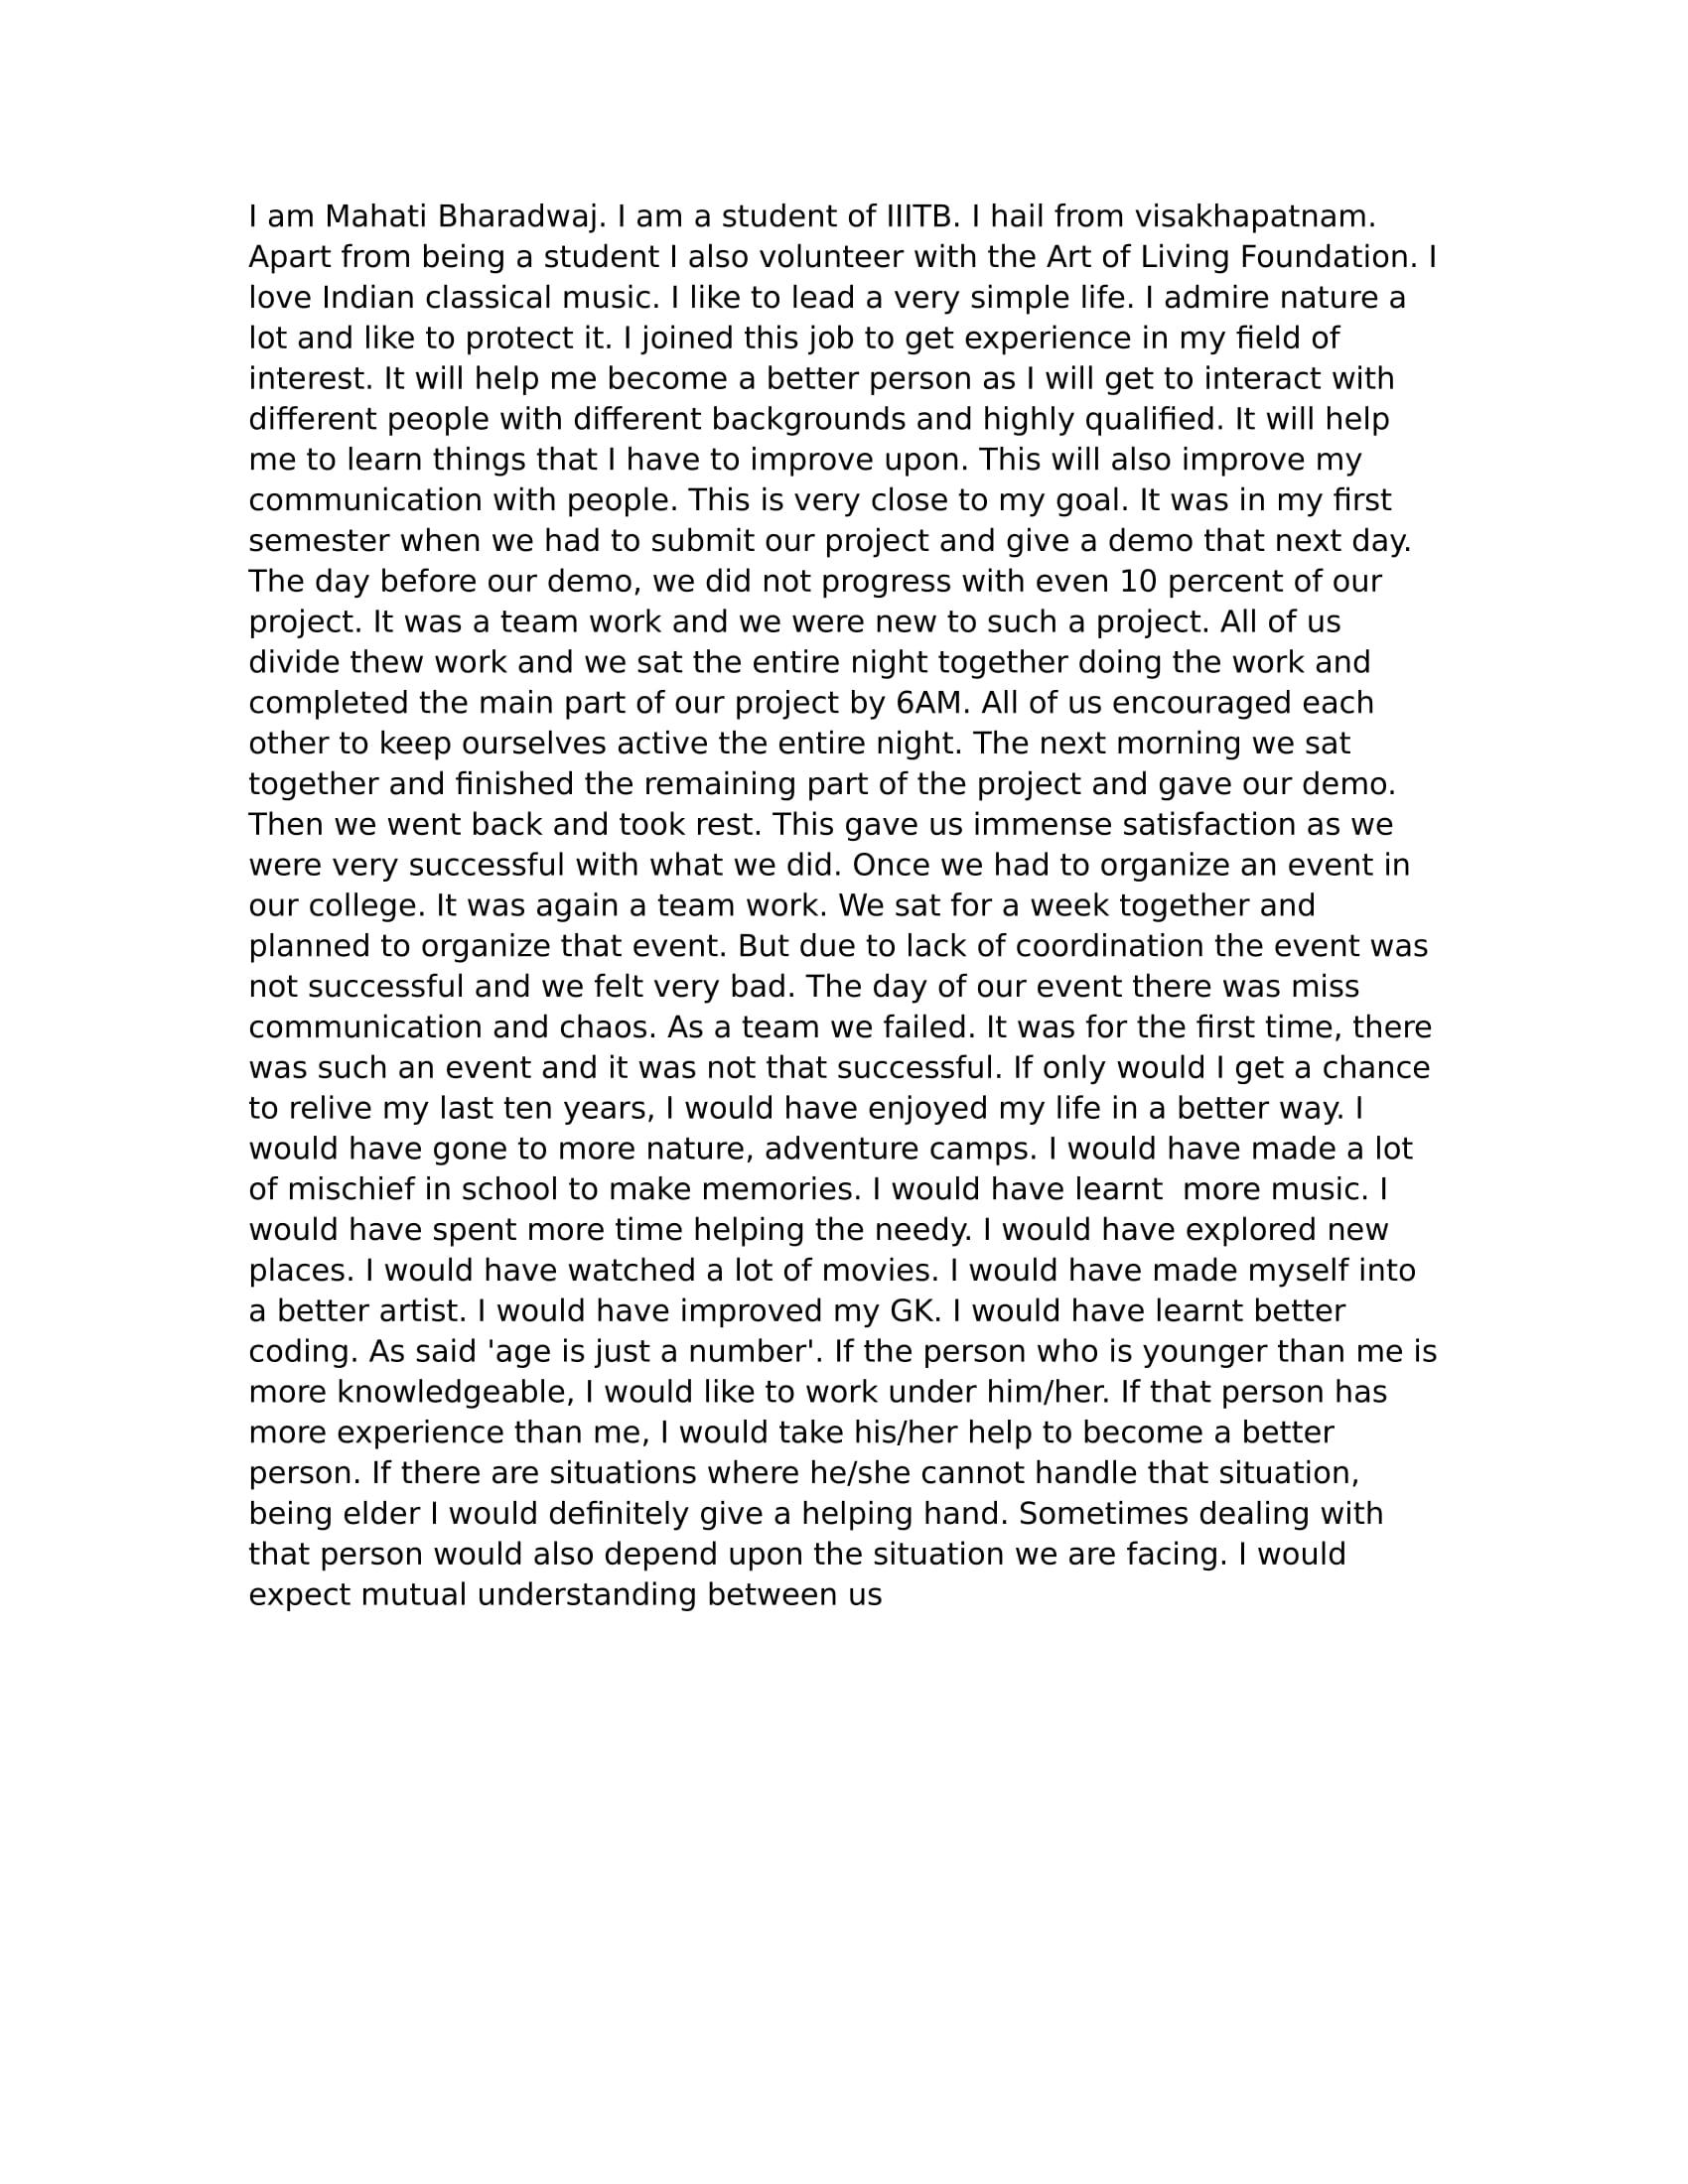 I am Mahati Bharadwaj. I am a student of IIITB. I hail from visakhapatnam.
Apart from being a student I also volunteer with the Art of Living Foundation. I
love Indian classical music. I like to lead a very simple life. I admire nature a
lot and like to protect it. I joined this job to get experience in my field of
interest. It will help me become a better person as I will get to interact with
different people with different backgrounds and highly qualified. It will help
me to learn things that I have to improve upon. This will also improve my
communication with people. This is very close to my goal. It was in my first
semester when we had to submit our project and give a demo that next day.
The day before our demo, we did not progress with even 10 percent of our
project. It was a team work and we were new to such a project. All of us
divide thew work and we sat the entire night together doing the work and
completed the main part of our project by 6AM. All of us encouraged each
other to keep ourselves active the entire night. The next morning we sat
together and finished the remaining part of the project and gave our demo.
Then we went back and took rest. This gave us immense satisfaction as we
were very successful with what we did. Once we had to organize an event in
our college. It was again a team work. We sat for a week together and
planned to organize that event. But due to lack of coordination the event was
not successful and we felt very bad. The day of our event there was miss
communication and chaos. As a team we failed. It was for the first time, there
was such an event and it was not that successful. If only would I get a chance
to relive my last ten years, I would have enjoyed my life in a better way. I
would have gone to more nature, adventure camps. I would have made a lot
of mischief in school to make memories. I would have learnt  more music. I
would have spent more time helping the needy. I would have explored new
places. I would have watched a lot of movies. I would have made myself into
a better artist. I would have improved my GK. I would have learnt better
coding. As said 'age is just a number'. If the person who is younger than me is
more knowledgeable, I would like to work under him/her. If that person has
more experience than me, I would take his/her help to become a better
person. If there are situations where he/she cannot handle that situation,
being elder I would definitely give a helping hand. Sometimes dealing with
that person would also depend upon the situation we are facing. I would
expect mutual understanding between us